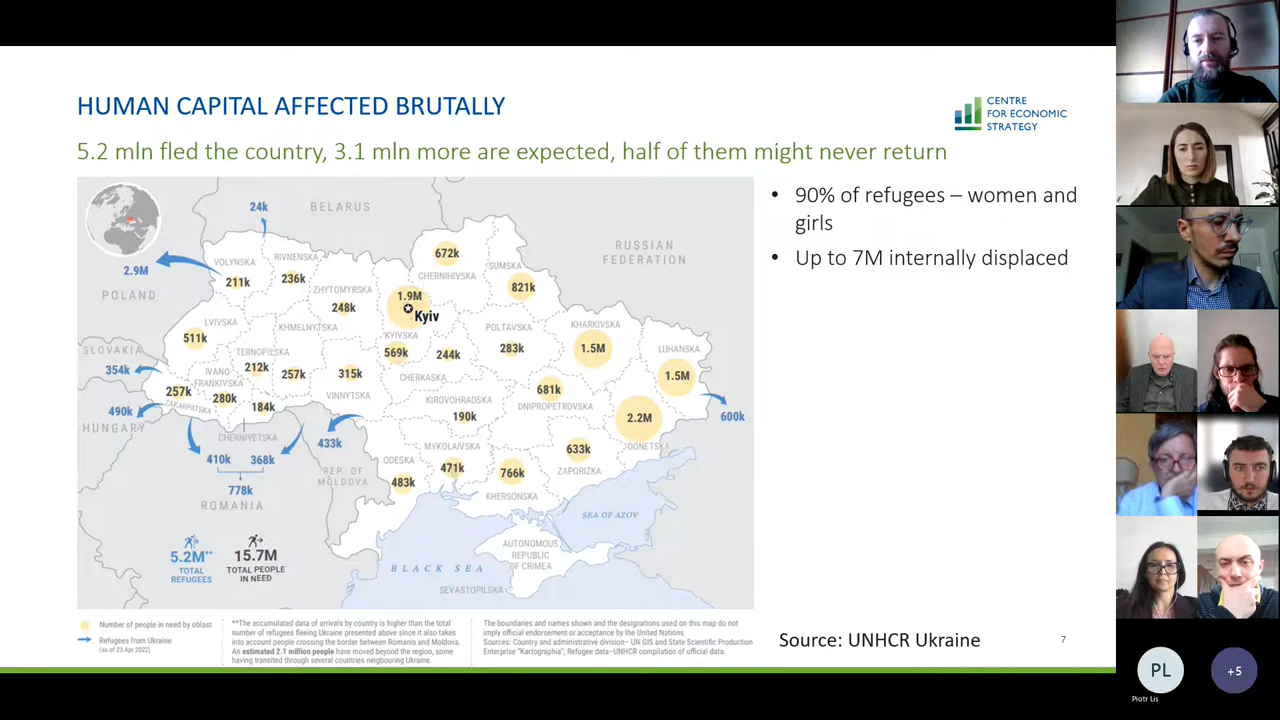 HUMAN CAPITAL AFFECTED BRUTALLY
CENTRE
FOR ECONOMIC
STRATEGY
5.2 mln fled the country, 3.1 mln more are expected, half of them might never return
• 90% of refugees – women and
girls
• Up to 7M internally displaced
24k
BELARUS
RUSSIAN
FEDERATION
2.9M
POLAND
VOLYNSKA
211k
RIVNENSKA
236k
ZHYTOMYRSKA
248k
1.9M
Kyiv
KYIVSKA
569k
672k
CHERNIHIVSKA
SUMSKA
821k
LVIVSKA
511k
KHMELNYTSKA
257k
TERNOPILSKA
212k
IVANO
FRANKIVSKA
280k
SLOVAKIA
354k
257k
ZAKARPATSKA
184k
CHERNIVETSKA
315k
VINNYTSKA
244k
CHERKASKA
POLTAVSKA
283k
KHARKIVSKA
1.5M
LUHANSKA
1.5M
600k
681k
DNIPROPETROVSKA
KIROVOHRADSKA
190k
2.2M
DONETSKA
490k
HUNGARY
410k
368k
778k
ROMANIA
433k
REP. OF
MOLDOVA
ODESKA
483k
MYKOLAIVSKA
471k
766k
KHERSONSKA
633k
ZAPORIZKA
SEA OF AZOV
AUTONOMOUS
REPUBLIC
OF CRIMEA
BLACK SEA
SEVASTOPILSKA
5.2M**
TOTAL
REFUGEES
15.7M
TOTAL PEOPLE
IN NEED
Number of people in need by oblast
Refugees from Ukraine
(as of 23 Apr 2022)
**The accumulated data of arrivals by country is higher than the total
number of refugees fleeing Ukraine presented above since it also takes
into account people crossing the border between Romania and Moldova.
An estimated 2.1 million people have moved beyond the region, some
having transited through several countries neigbouring Ukraine.
The boundaries and names shown and the designations used on this map do not
imply official endorsement or acceptance by the United Nations.
Sources: Country and administrative division– UN GIS and State Scientific Production
Enterprise "Kartographia"; Refugee data–UNHCR compilation of official data.
Source: UNHCR Ukraine
7
PL
Piotr Lis
+5